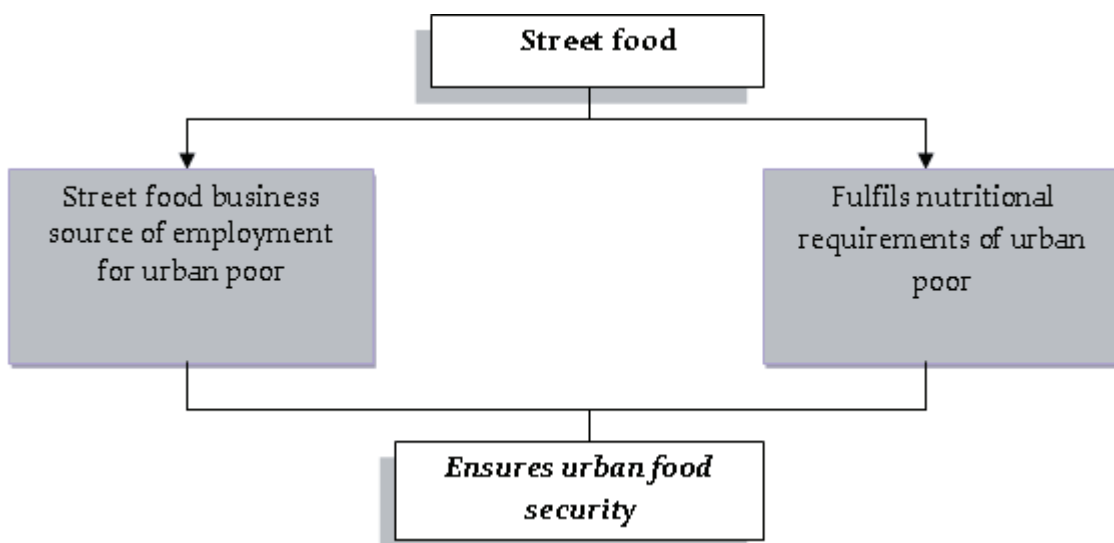 Street food
Street food business
source of employment
for urban poor
Fulfils nutritional
requirements of urban
poor
Ensures urban food
security